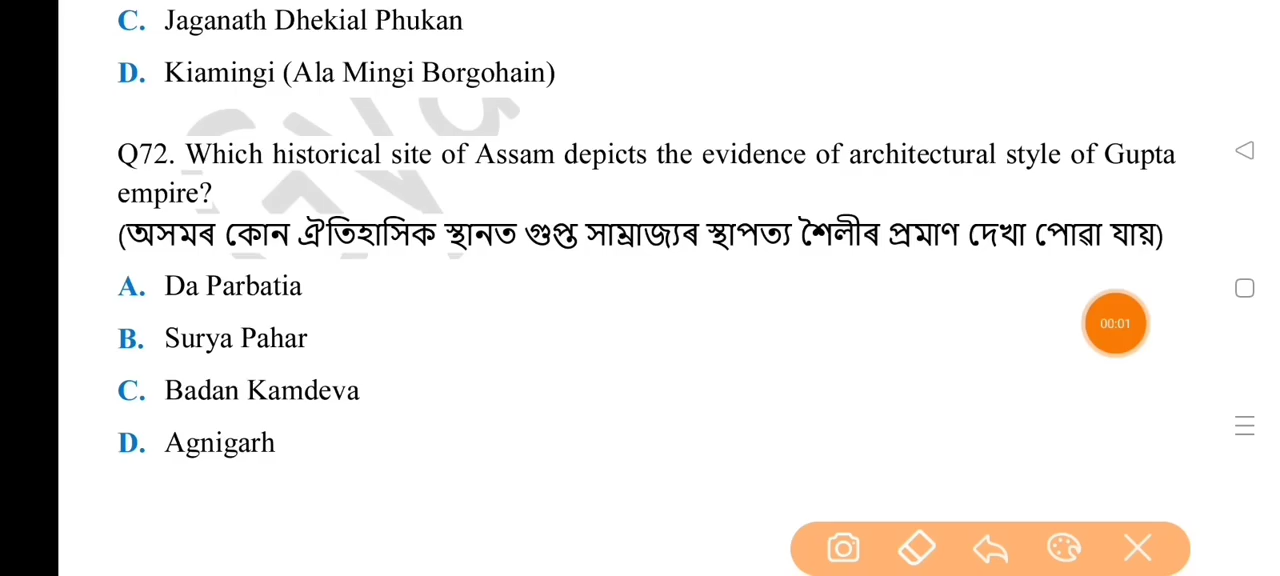 C. Jaganath Dhekial Phukan
D. Kiamingi (Ala Mingi Borgohain)
Q72. Which historical site of Assam depicts the evidence of architectural style of Gupta
empire?
(অসমৰ কোন ঐতিহাসিক স্থানত গুপ্ত সাম্ৰাজ্যৰ স্থাপত্য শৈলীৰ প্ৰমাণ দেখা পোৱা যায়)
A. Da Parbatia
B. Surya Pahar
00:01
C. Badan Kamdeva
D. Agnigarh